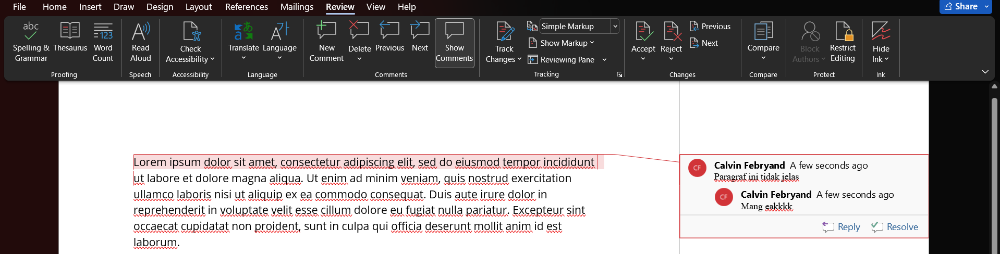 File Home Insert Draw Design Layout References Mailings Review View Help Share
abc
Spelling & Grammar
Thesaurus
123
Word Count
Proofing
A
Read Aloud
Speech
Check Accessibility
Accessibility
a あ
Translate
A字
Language
Language
New Comment
Delete
Previous
Next
Show Comments
Comments
Track Changes
Simple Markup
Show Markup
Reviewing Pane
Tracking
Accept
Reject
Previous
Next
Changes
Compare
Compare
Block Authors
Restrict Editing
Protect
Hide Ink
Ink
Lorem ipsum dolor sit amet, consectetur adipiscing elit, sed do eiusmod tempor incididunt
ut labore et dolore magna aliqua. Ut enim ad minim veniam, quis nostrud exercitation
ullamco laboris nisi ut aliquip ex ea commodo consequat. Duis aute irure dolor in
reprehenderit in voluptate velit esse cillum dolore eu fugiat nulla pariatur. Excepteur sint
occaecat cupidatat non proident, sunt in culpa qui officia deserunt mollit anim id est
laborum.
CF
Calvin Febryand A few seconds ago
Paragraf ini tidak jelas
CF
Calvin Febryand A few seconds ago
Mang eakkkk
Reply Resolve